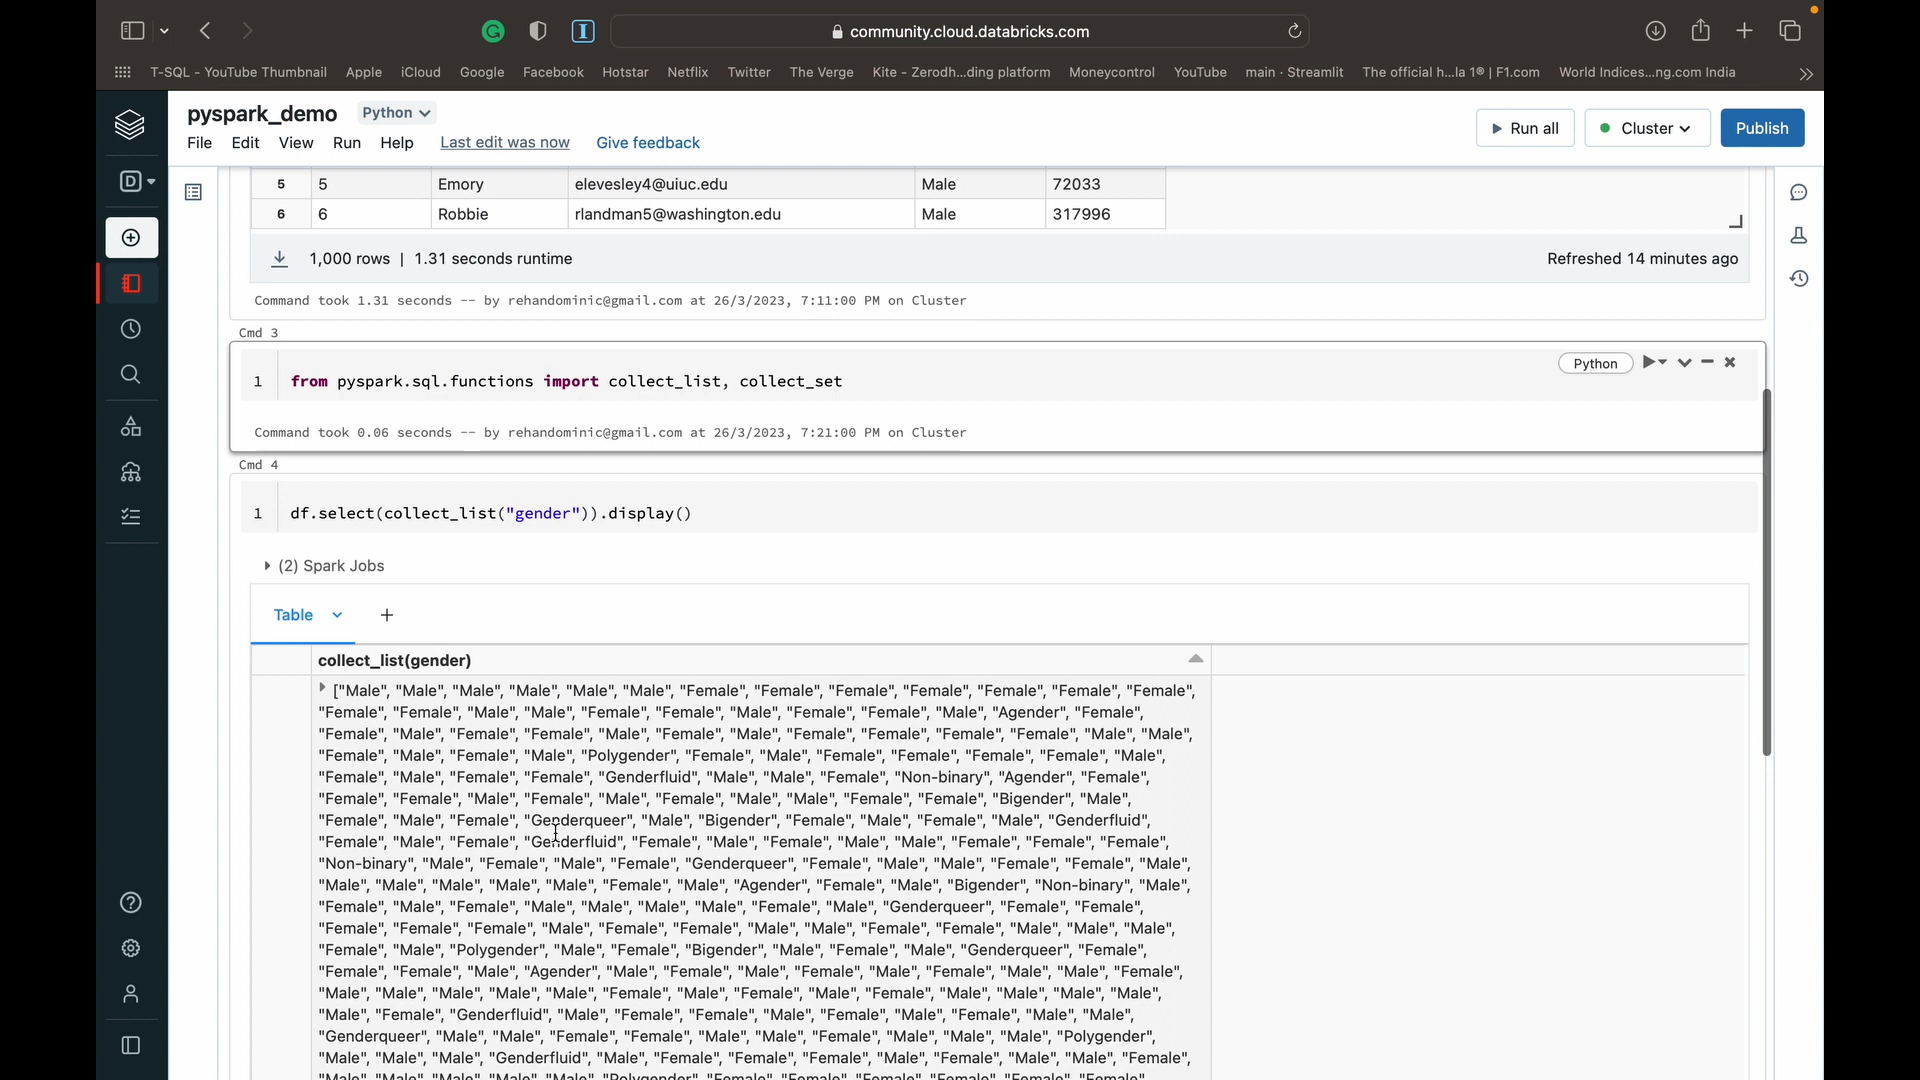 community.cloud.databricks.com
T-SQL - YouTube Thumbnail Apple iCloud Google Facebook Hotstar Netflix Twitter The Verge Kite - Zerodh...ding platform Moneycontrol YouTube main · Streamlit The official h...la 1® | F1.com World Indices...ng.com India
pyspark_demo Python
File Edit View Run Help Last edit was now Give feedback
Run all Cluster Publish
D
5 5 Emory elevesley4@uiuc.edu Male 72033
6 6 Robbie rlandman5@washington.edu Male 317996
1,000 rows | 1.31 seconds runtime Refreshed 14 minutes ago
Command took 1.31 seconds -- by rehandominic@gmail.com at 26/3/2023, 7:11:00 PM on Cluster
Cmd 3
Python
1 from pyspark.sql.functions import collect_list, collect_set
Command took 0.06 seconds -- by rehandominic@gmail.com at 26/3/2023, 7:21:00 PM on Cluster
Cmd 4
1 df.select(collect_list("gender")).display()
(2) Spark Jobs
Table +
collect_list(gender)
["Male", "Male", "Male", "Male", "Male", "Male", "Female", "Female", "Female", "Female", "Female", "Female", "Female",
"Female", "Female", "Male", "Male", "Female", "Female", "Male", "Female", "Female", "Male", "Agender", "Female",
"Female", "Male", "Female", "Female", "Male", "Female", "Male", "Female", "Female", "Female", "Female", "Male", "Male",
"Female", "Male", "Female", "Male", "Polygender", "Female", "Male", "Female", "Female", "Female", "Female", "Male",
"Female", "Male", "Female", "Female", "Genderfluid", "Male", "Male", "Female", "Non-binary", "Agender", "Female",
"Female", "Female", "Male", "Female", "Male", "Female", "Male", "Male", "Female", "Female", "Bigender", "Male",
"Female", "Male", "Female", "Genderqueer", "Male", "Bigender", "Female", "Male", "Female", "Male", "Genderfluid",
"Female", "Male", "Female", "Genderfluid", "Female", "Male", "Female", "Male", "Male", "Female", "Female", "Female",
"Non-binary", "Male", "Female", "Male", "Female", "Genderqueer", "Female", "Male", "Male", "Female", "Female", "Male",
"Male", "Male", "Male", "Male", "Male", "Female", "Male", "Agender", "Female", "Male", "Bigender", "Non-binary", "Male",
"Female", "Male", "Female", "Male", "Male", "Male", "Male", "Female", "Male", "Genderqueer", "Female", "Female",
"Female", "Female", "Female", "Male", "Female", "Female", "Male", "Male", "Female", "Female", "Male", "Male", "Male",
"Female", "Male", "Polygender", "Male", "Female", "Bigender", "Male", "Female", "Male", "Genderqueer", "Female",
"Female", "Female", "Male", "Agender", "Male", "Female", "Male", "Female", "Male", "Female", "Male", "Male", "Female",
"Male", "Male", "Male", "Male", "Male", "Female", "Male", "Female", "Male", "Female", "Male", "Male", "Male", "Male",
"Male", "Female", "Genderfluid", "Male", "Female", "Female", "Male", "Female", "Male", "Female", "Male", "Male",
"Genderqueer", "Male", "Male", "Female", "Female", "Male", "Male", "Female", "Male", "Male", "Male", "Polygender",
"Male", "Male", "Male", "Genderfluid", "Male", "Female", "Female", "Female", "Male", "Female", "Male", "Male", "Female",
"Male", "Male", "Male", "Male", "Male", "Polygender", "Female", "Female", "Female", "Female", "Female",